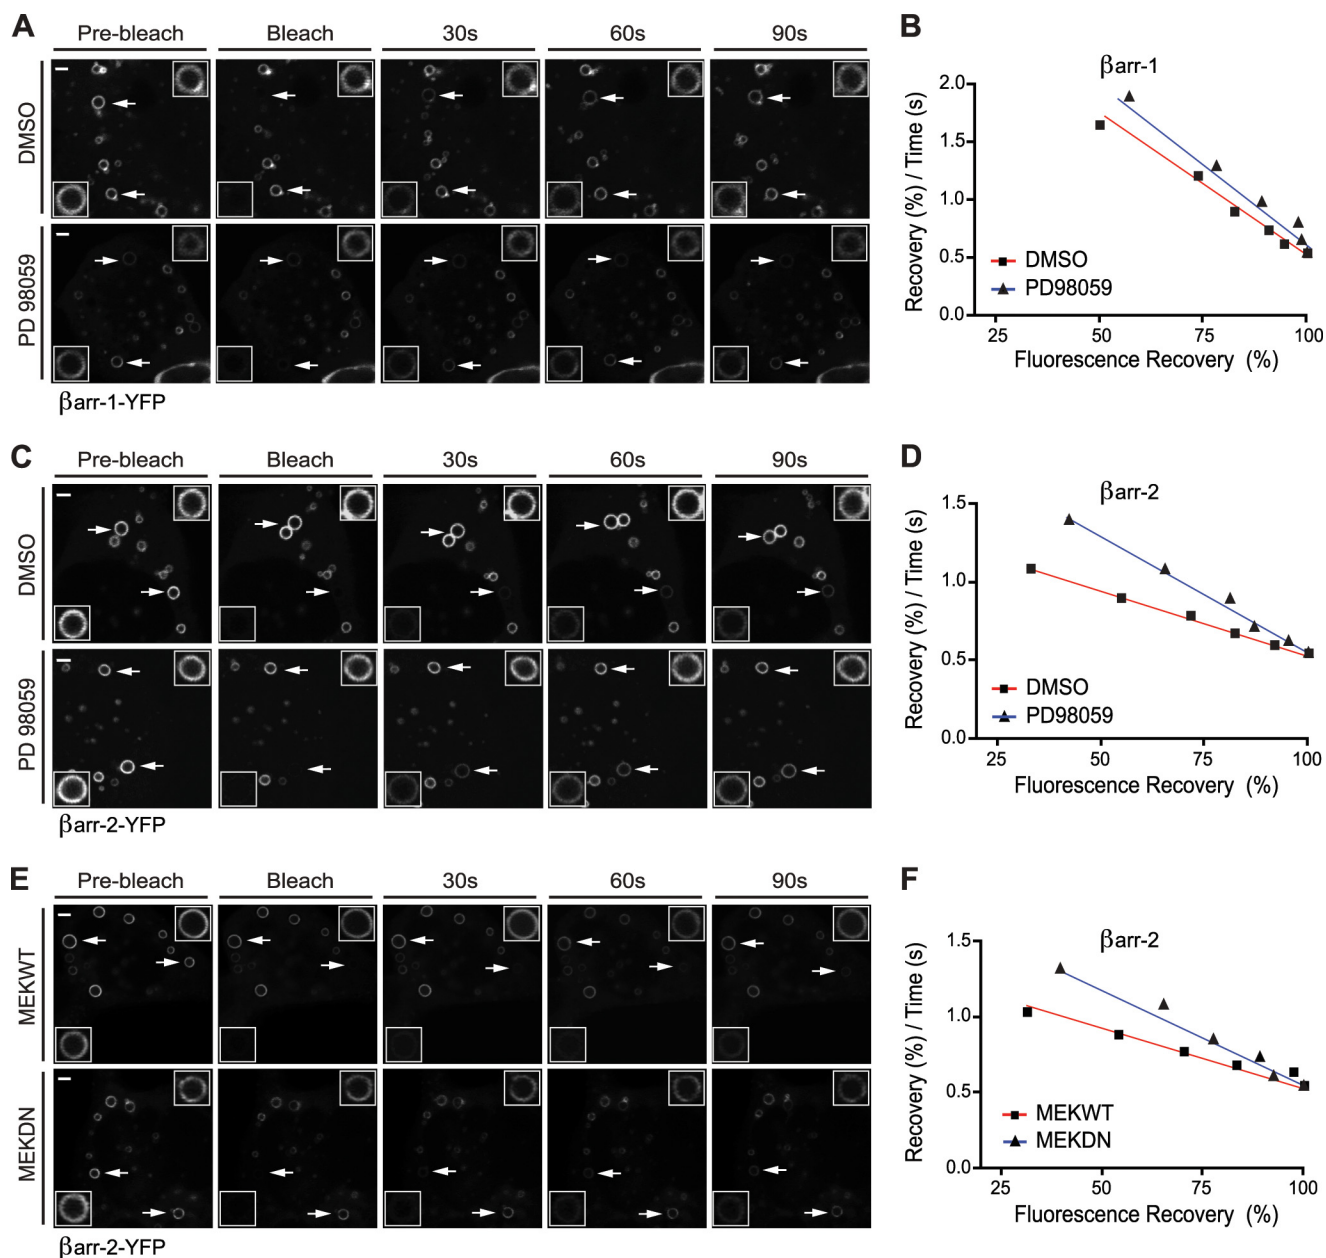 A
Pre-bleach Bleach 30s 60s 90s
DMSO
PD 98059
βarr-1-YFP
B
βarr-1
Recovery (%) / Time (s)
2.0
1.5
1.0
0.5
0.0
DMSO
PD98059
25 50 75 100
Fluorescence Recovery (%)
C
Pre-bleach Bleach 30s 60s 90s
DMSO
PD 98059
βarr-2-YFP
D
βarr-2
Recovery (%) / Time (s)
1.5
1.0
0.5
0.0
DMSO
PD98059
25 50 75 100
Fluorescence Recovery (%)
E
Pre-bleach Bleach 30s 60s 90s
MEKWT
MEKDN
βarr-2-YFP
F
βarr-2
Recovery (%) / Time (s)
1.5
1.0
0.5
0.0
MEKWT
MEKDN
25 50 75 100
Fluorescence Recovery (%)